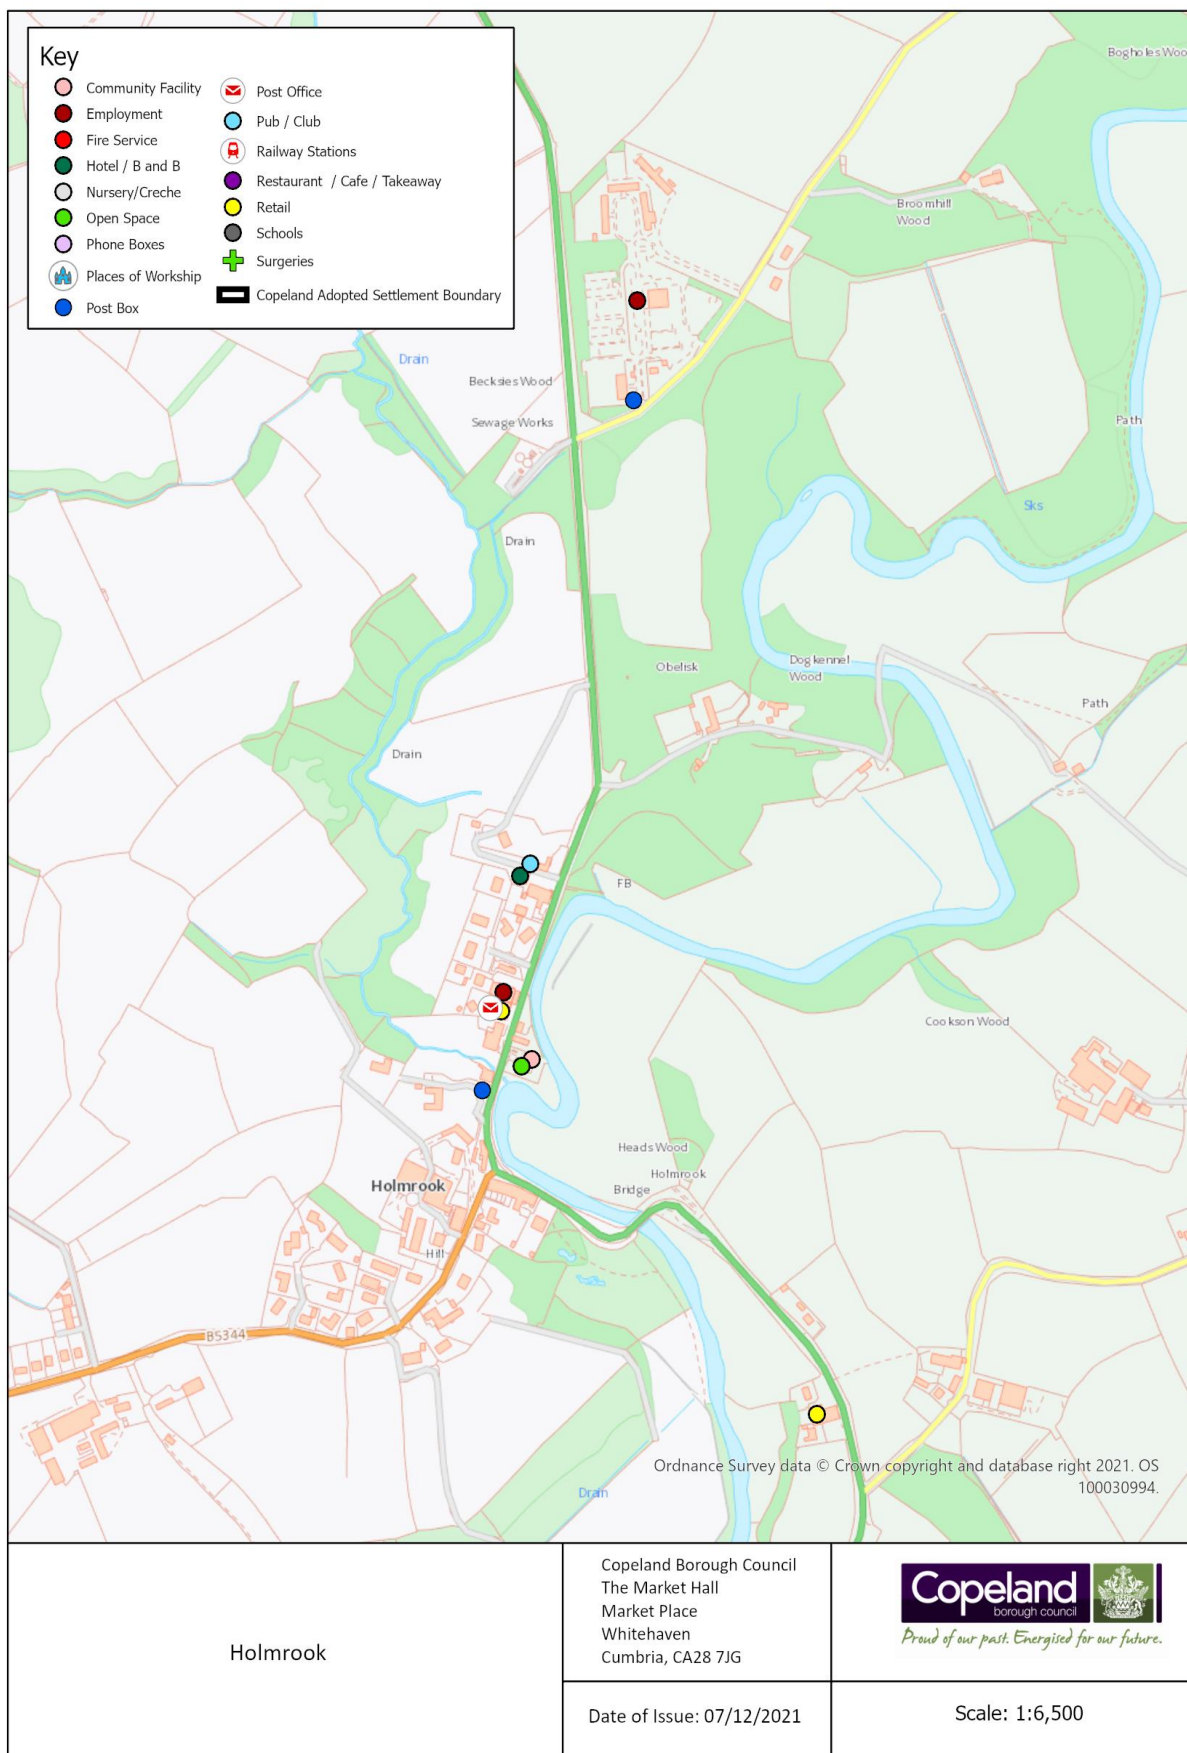 Key
Community Facility
Employment
Fire Service
Hotel / B and B
Nursery/Creche
Open Space
Phone Boxes
Places of Workship
Post Box
Post Office
Pub / Club
Railway Stations
Restaurant / Cafe / Takeaway
Retail
Schools
Surgeries
Copeland Adopted Settlement Boundary
Bogholes Woo
Broomhill
Wood
Drain
Becksies Wood
Sewage Works
Path
Sks
Drain
Obelisk
Dogkennel
Wood
Path
Drain
FB
Cookson Wood
Heads Wood
Holmrook
Bridge
Holmrook
Hill
B5344
Drain
Ordnance Survey data © Crown copyright and database right 2021. OS
100030994.
Holmrook
Copeland Borough Council
The Market Hall
Market Place
Whitehaven
Cumbria, CA28 7JG
Date of Issue: 07/12/2021
Copeland
borough council
Proud of our past. Energised for our future.
Scale: 1:6,500